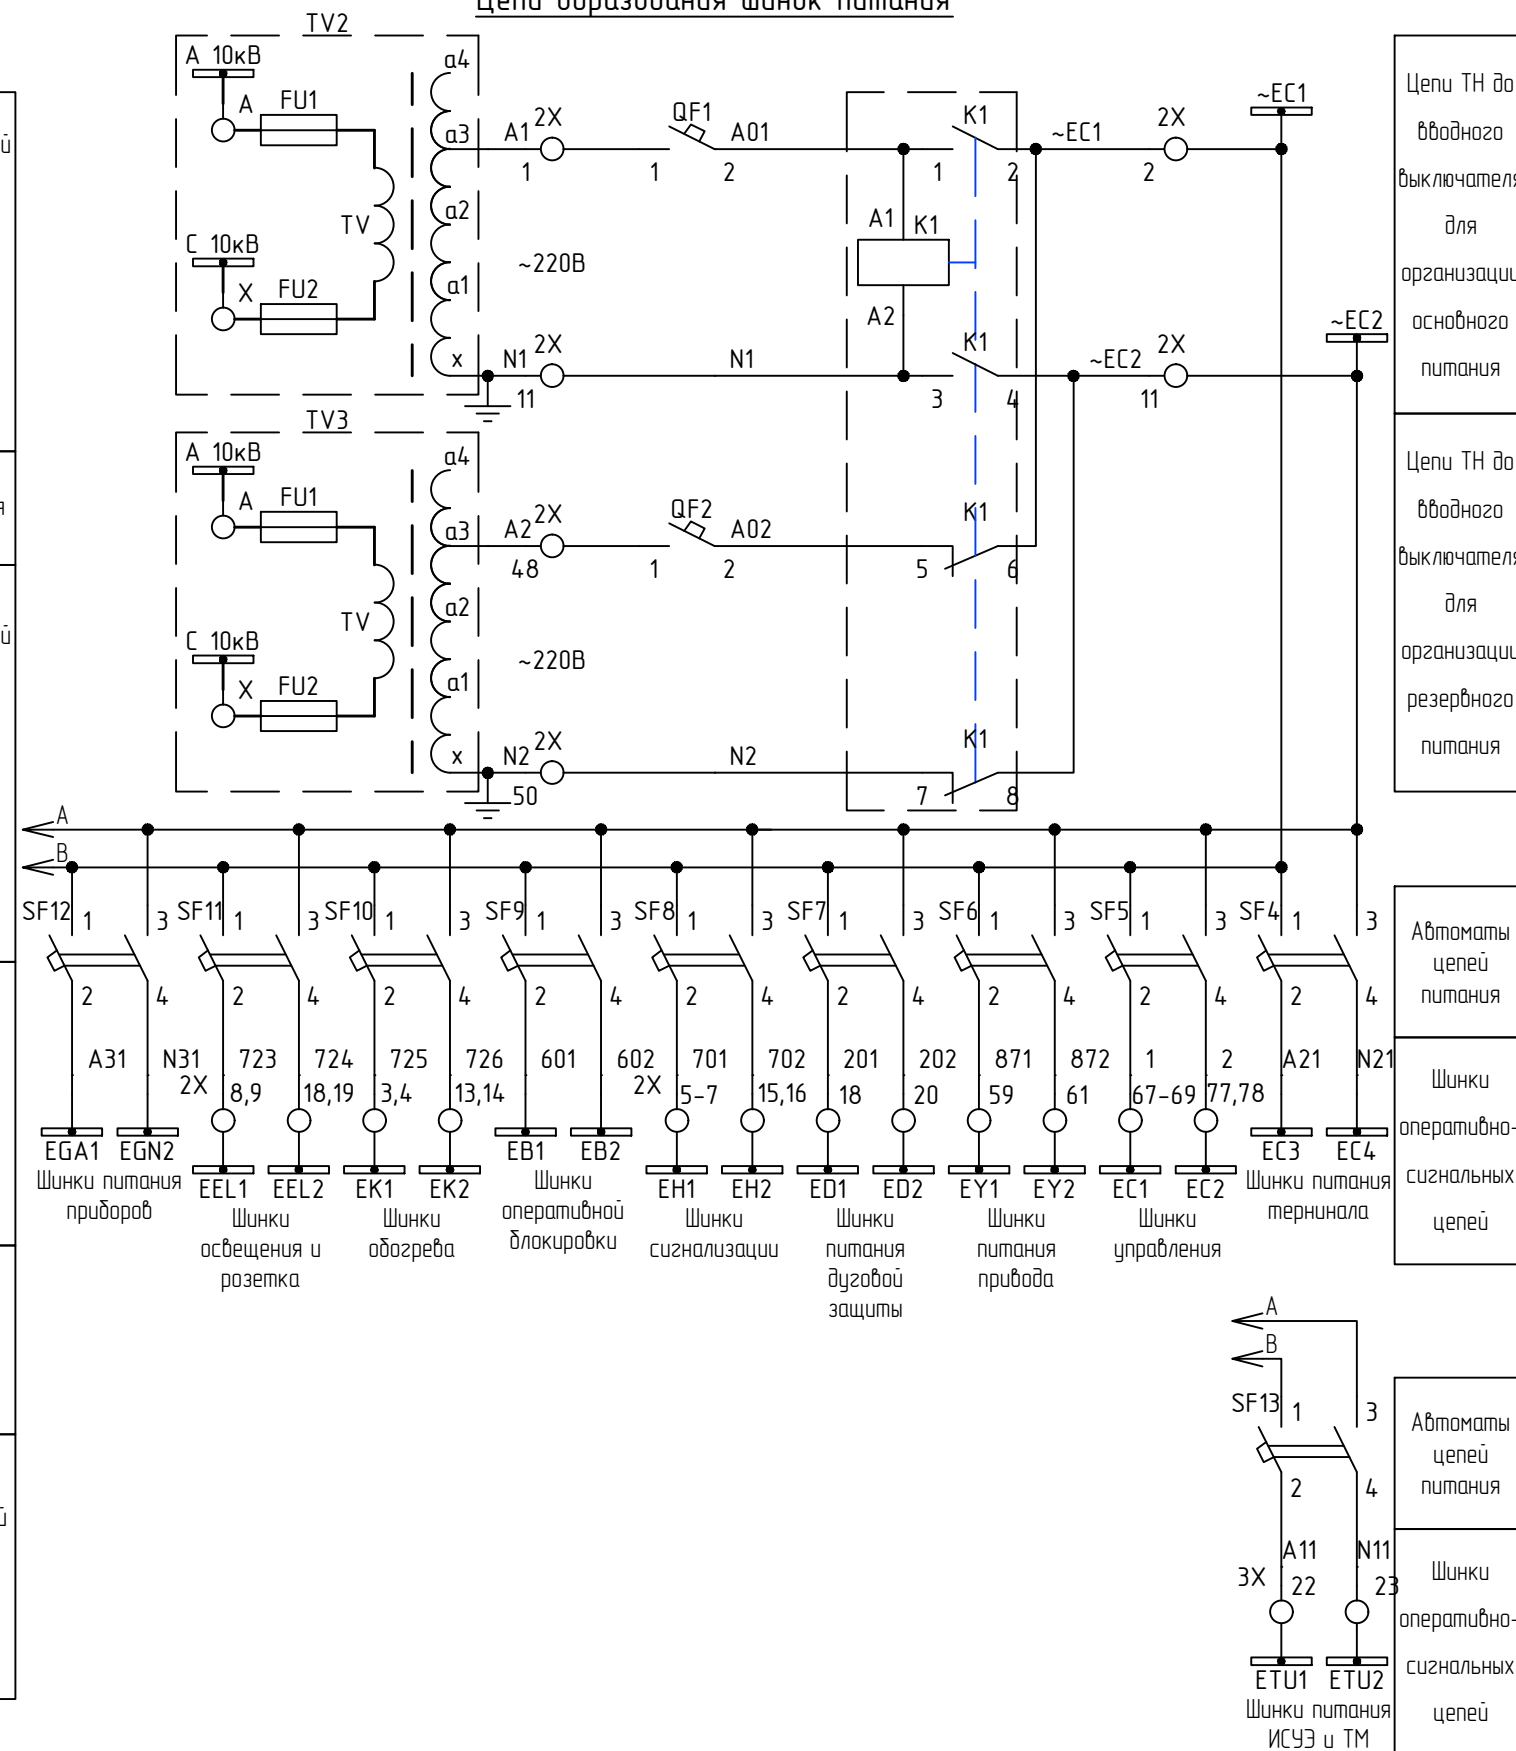 Цепи образования шинок питания
TV2
A 10кВ
A
FU1
TV
C 10кВ
X
FU2
a4
a3
a2
a1
x
A1
2X
1
QF1
1
2
A01
~220В
N1
2X
11
N1
K1
1
2
A1
K1
A2
K1
3
4
~EC1
2X
2
~EC1
~EC2
2X
11
~EC2
TV3
A 10кВ
A
FU1
TV
C 10кВ
X
FU2
a4
a3
a2
a1
x
A2
2X
48
QF2
1
2
A02
~220В
N2
2X
50
N2
K1
5
6
K1
7
8
Цепи ТН до
вводного
выключателя
для
организации
основного
питания
Цепи ТН до
вводного
выключателя
для
организации
резервного
питания
A
B
SF12 1 3 SF11 1 3 SF10 1 3 SF9 1 3 SF8 1 3 SF7 1 3 SF6 1 3 SF5 1 3 SF4 1 3
2 4 2 4 2 4 2 4 2 4 2 4 2 4 2 4 2 4
A31 N31 723 724 725 726 601 602 701 702 201 202 871 872 1 2 A21 N21
2X 8,9 18,19 3,4 13,14 2X 5-7 15,16 18 20 59 61 67-69 77,78
EGA1 EGN2 EB1 EB2 EC3 EC4
EEL1 EEL2 EK1 EK2 EH1 EH2 ED1 ED2 EY1 EY2 EC1 EC2
Шинки питания
приборов
Шинки
освещения и
розетка
Шинки
обогрева
Шинки
оперативной
блокировки
Шинки
сигнализации
Шинки
питания
дуговой
защиты
Шинки
питания
привода
Шинки
управления
Шинки питания
тернинала
Автоматы
цепей
питания
Шинки
оперативно-
сигнальных
цепей
A
B
SF13 1 3
2 4
A11 N11
3X 22 23
ETU1 ETU2
Шинки питания
ИСУЭ и ТМ
Автоматы
цепей
питания
Шинки
оперативно-
сигнальных
цепей